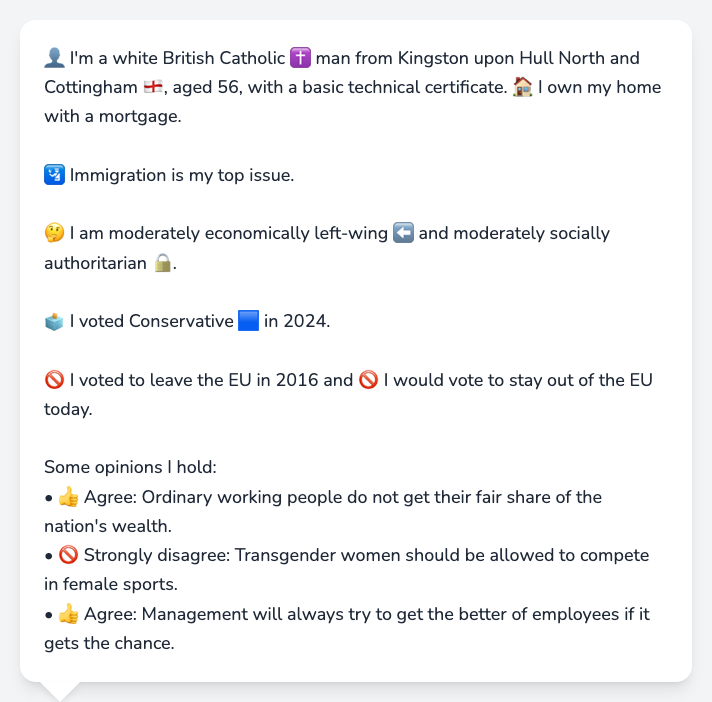 👤 I'm a white British Catholic ✝️ man from Kingston upon Hull North and
Cottingham 🏴󠁧󠁢󠁥󠁮󠁧󠁿, aged 56, with a basic technical certificate. 🏠 I own my home
with a mortgage.
🛂 Immigration is my top issue.
🤔 I am moderately economically left-wing ⬅️ and moderately socially
authoritarian 🔒.
🗳️ I voted Conservative 🟦 in 2024.
🚫 I voted to leave the EU in 2016 and 🚫 I would vote to stay out of the EU
today.
Some opinions I hold:
• 👍 Agree: Ordinary working people do not get their fair share of the
nation's wealth.
• 🚫 Strongly disagree: Transgender women should be allowed to compete
in female sports.
• 👍 Agree: Management will always try to get the better of employees if it
gets the chance.